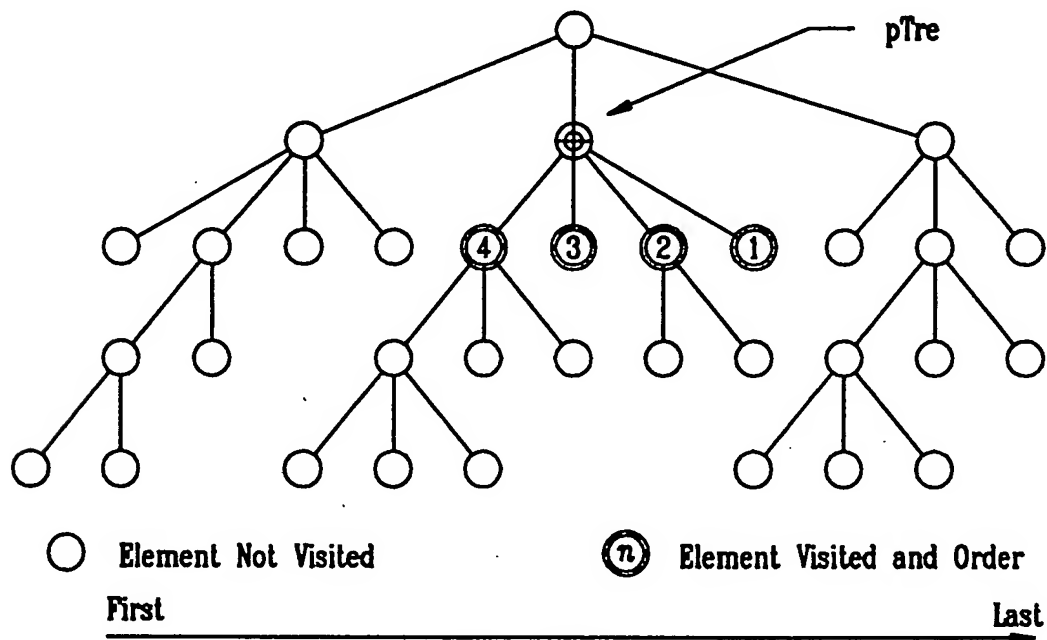 pTre
4 3 2 1
Element Not Visited
n Element Visited and Order
First
Last